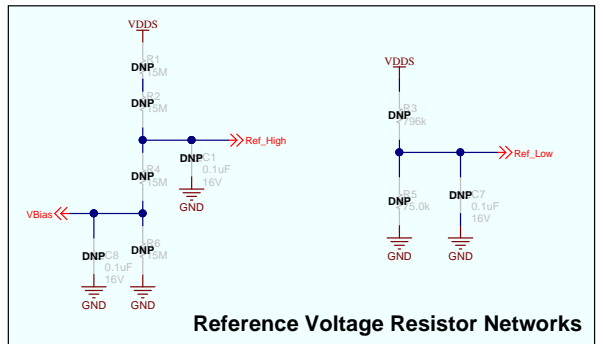 VDDS
R1
DNP
15M
R2
DNP
15M
Ref_High
DNP
C1
0.1uF
16V
GND
R4
DNP
15M
VBias
DNP
C8
0.1uF
16V
GND
R6
DNP
15M
GND
VDDS
R3
DNP
796k
Ref_Low
R5
DNP
75.0k
GND
DNP
C7
0.1uF
16V
GND
Reference Voltage Resistor Networks